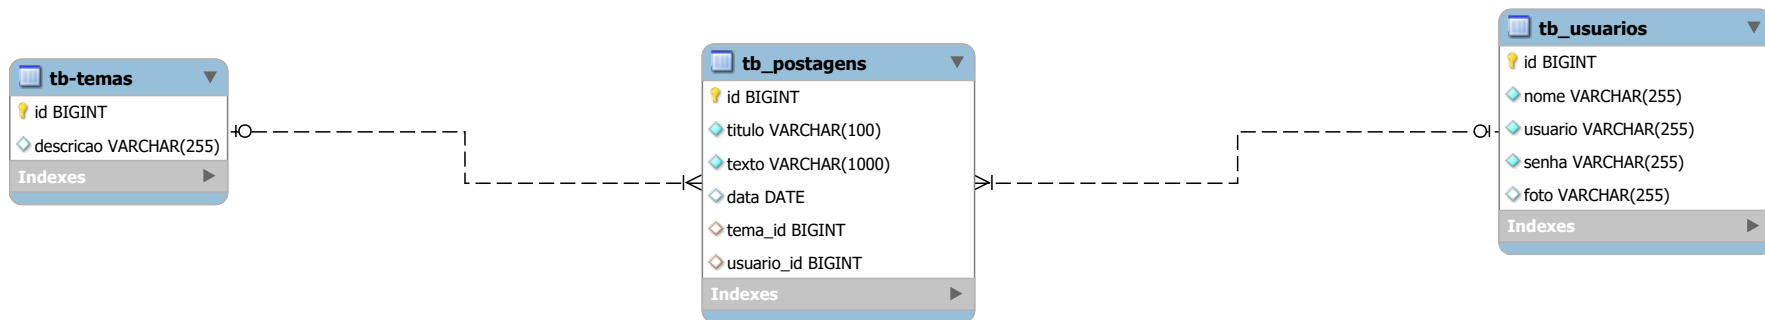 tb-temas
id BIGINT
descricao VARCHAR(255)
Indexes
tb_postagens
id BIGINT
titulo VARCHAR(100)
texto VARCHAR(1000)
data DATE
tema_id BIGINT
usuario_id BIGINT
Indexes
tb_usuarios
id BIGINT
nome VARCHAR(255)
usuario VARCHAR(255)
senha VARCHAR(255)
foto VARCHAR(255)
Indexes